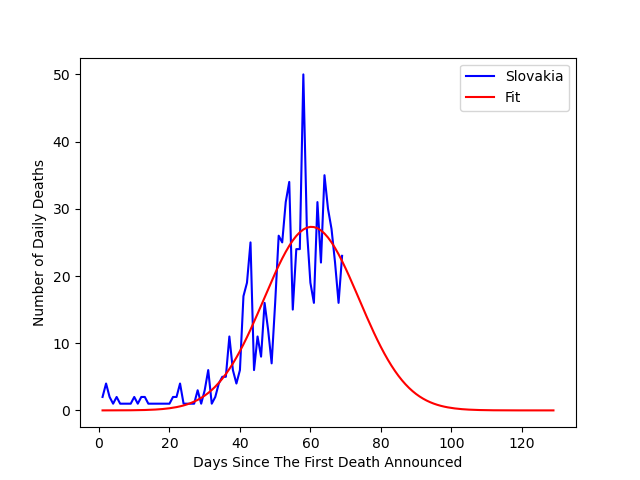 Slovakia
Fit
50
40
30
20
10
0
Number of Daily Deaths
0 20 40 60 80 100 120
Days Since The First Death Announced